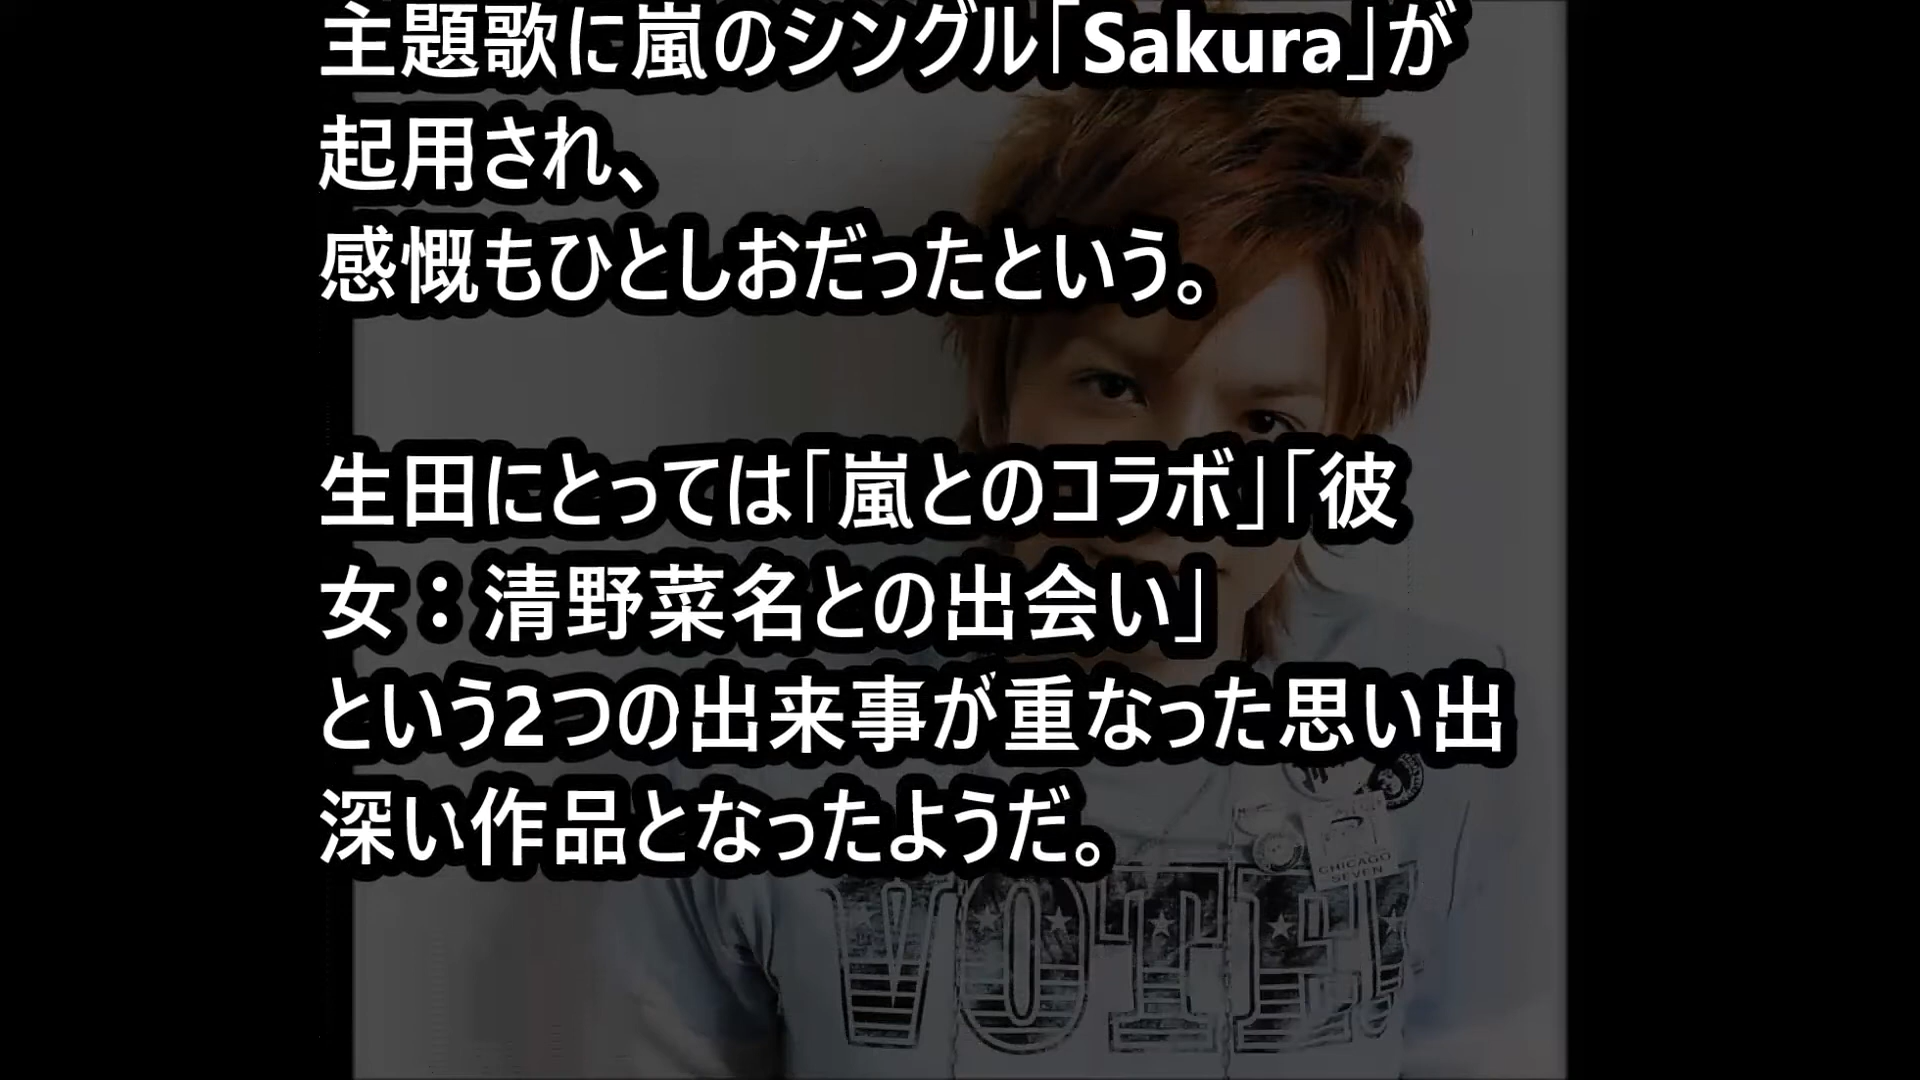 主題歌に嵐のシングル「Sakura」が
起用され、
感慨もひとしおだったという。
生田にとっては「嵐とのコラボ」「彼
女：清野菜名との出会い」
という2つの出来事が重なった思い出
深い作品となったようだ。
CHICAGO
SEVEN
VOTE!